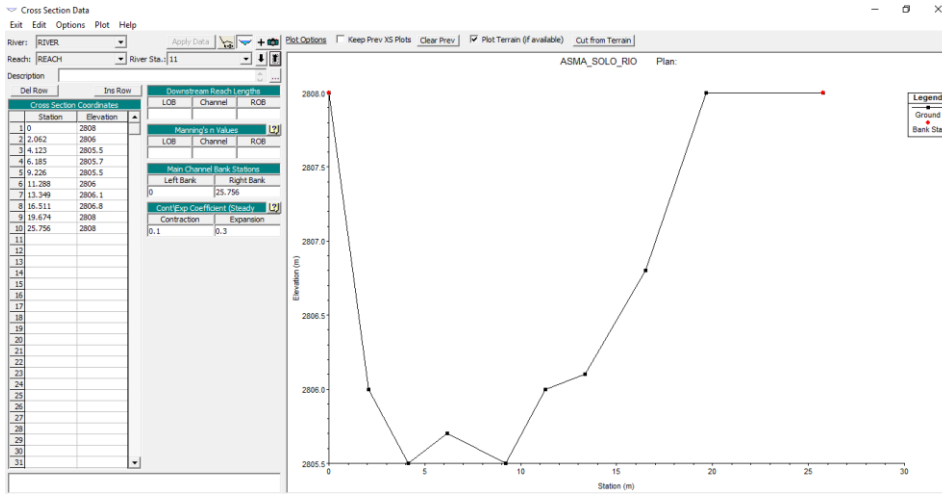 Cross Section Data
Exit Edit Options Plot Help
River: RIVER Apply Data Plot Options Keep Prev XS Plots Clear Prev Plot Terrain (if available) Cut from Terrain
Reach: REACH River Sta.: 11
Description ...
Del Row Ins Row
Cross Section Coordinates
Station Elevation
1 0 2808
2 2.062 2806
3 4.123 2805.5
4 6.185 2805.7
5 9.226 2805.5
6 11.288 2806
7 13.349 2806.1
8 16.511 2806.8
9 19.674 2808
10 25.756 2808
11
12
13
14
15
16
17
18
19
20
21
22
23
24
25
26
27
28
29
30
31
Downstream Reach Lengths
LOB Channel ROB
Manning's n Values
LOB Channel ROB
Main Channel Bank Stations
Left Bank Right Bank
0 25.756
Cont\Exp Coefficient (Steady
Contraction Expansion
0.1 0.3
ASMA_SOLO_RIO Plan:
Legend
Ground
Bank Sta
Elevation (m)
2808.0
2807.5
2807.0
2806.5
2806.0
2805.5
0 5 10 15 20 25 30
Station (m)